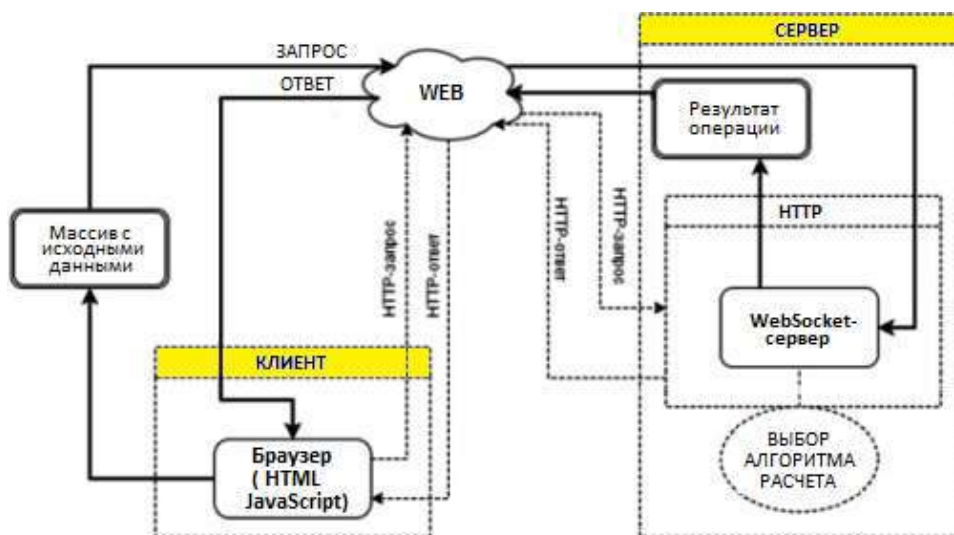 СЕРВЕР
ЗАПРОС
ОТВЕТ
WEB
Результат
операции
HTTP
Массив с
исходными
данными
HTTP-запрос
HTTP-ответ
HTTP-ответ
HTTP-запрос
WebSocket-
сервер
КЛИЕНТ
Браузер
( HTML
JavaScript)
ВЫБОР
АЛГОРИТМА
РАСЧЕТА